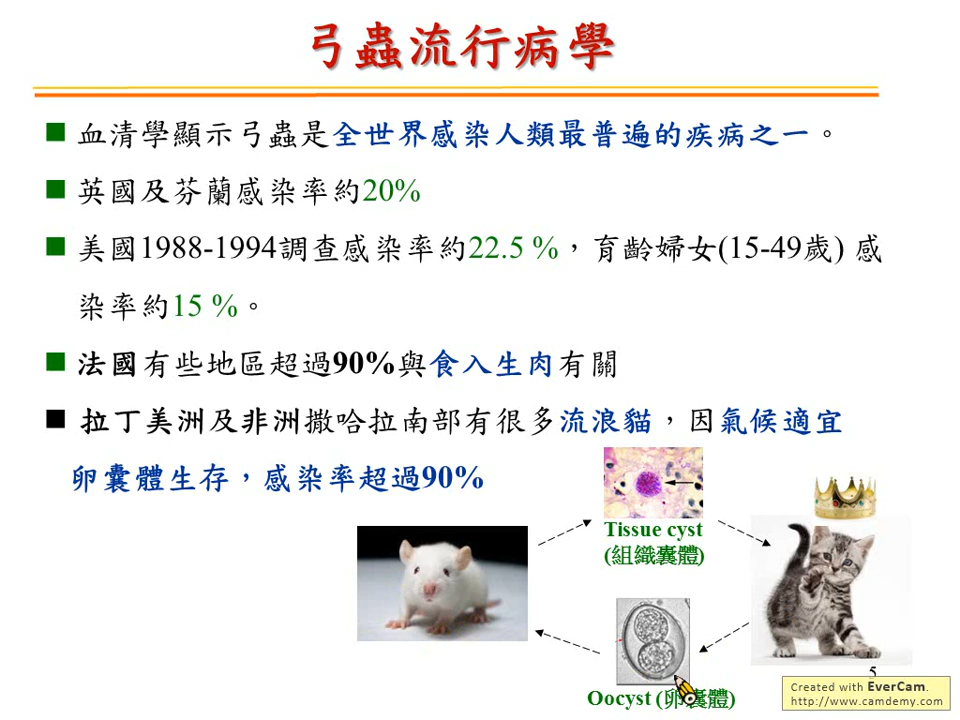 弓蟲流行病學
血清學顯示弓蟲是全世界感染人類最普遍的疾病之一。
英國及芬蘭感染率約20%
美國1988-1994調查感染率約22.5 %，育齡婦女(15-49歲) 感
染率約15 %。
法國有些地區超過90%與食入生肉有關
拉丁美洲及非洲撒哈拉南部有很多流浪貓，因氣候適宜
卵囊體生存，感染率超過90%
Tissue cyst
(組織囊體)
Oocyst (卵囊體)
5
Created with EverCam.
http://www.camdemy.com